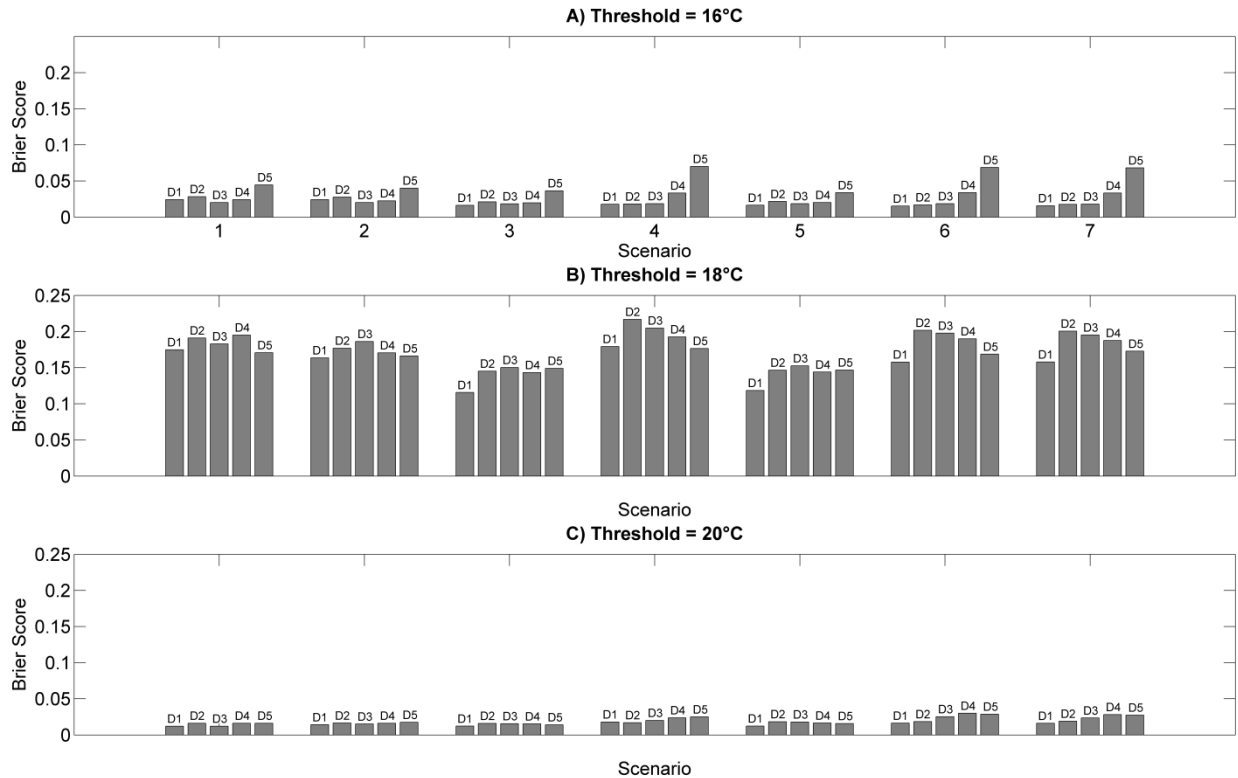 A) Threshold = 16°C
Brier Score
0.2
0.15
0.1
0.05
0
D1 D2 D3 D4 D5 D1 D2 D3 D4 D5 D1 D2 D3 D4 D5 D1 D2 D3 D4 D5 D1 D2 D3 D4 D5 D1 D2 D3 D4 D5 D1 D2 D3 D4 D5
1 2 3 4 5 6 7
Scenario
B) Threshold = 18°C
Brier Score
0.25
0.2
0.15
0.1
0.05
0
D1 D2 D3 D4 D5 D1 D2 D3 D4 D5 D1 D2 D3 D4 D5 D1 D2 D3 D4 D5 D1 D2 D3 D4 D5 D1 D2 D3 D4 D5 D1 D2 D3 D4 D5
Scenario
C) Threshold = 20°C
Brier Score
0.25
0.2
0.15
0.1
0.05
0
D1 D2 D3 D4 D5 D1 D2 D3 D4 D5 D1 D2 D3 D4 D5 D1 D2 D3 D4 D5 D1 D2 D3 D4 D5 D1 D2 D3 D4 D5 D1 D2 D3 D4 D5
Scenario